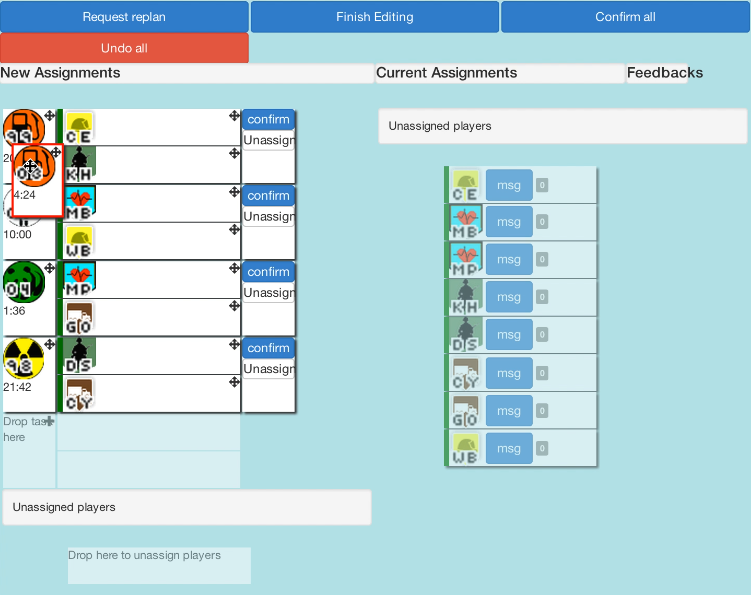 Request replan
Finish Editing
Confirm all
Undo all
New Assignments
Current Assignments
Feedbacks
Unassigned players
99
CE
confirm
Unassign
KH
03
4:24
MB
confirm
Unassign
10:00
WB
04
MP
confirm
Unassign
1:36
GO
98
DS
confirm
Unassign
21:42
CY
Drop task
here
Unassigned players
Drop here to unassign players
CE msg 0
MB msg 0
MP msg 0
KH msg 0
DS msg 0
CY msg 0
GO msg 0
WB msg 0